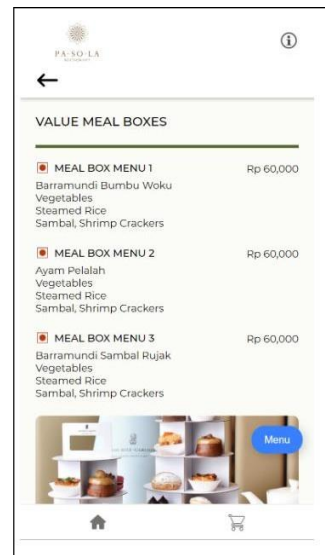 PA·SO·LA
RESTAURANT
VALUE MEAL BOXES
MEAL BOX MENU 1 Rp 60,000
Barramundi Bumbu Woku
Vegetables
Steamed Rice
Sambal, Shrimp Crackers
MEAL BOX MENU 2 Rp 60,000
Ayam Pelalah
Vegetables
Steamed Rice
Sambal, Shrimp Crackers
MEAL BOX MENU 3 Rp 60,000
Barramundi Sambal Rujak
Vegetables
Steamed Rice
Sambal, Shrimp Crackers
Menu